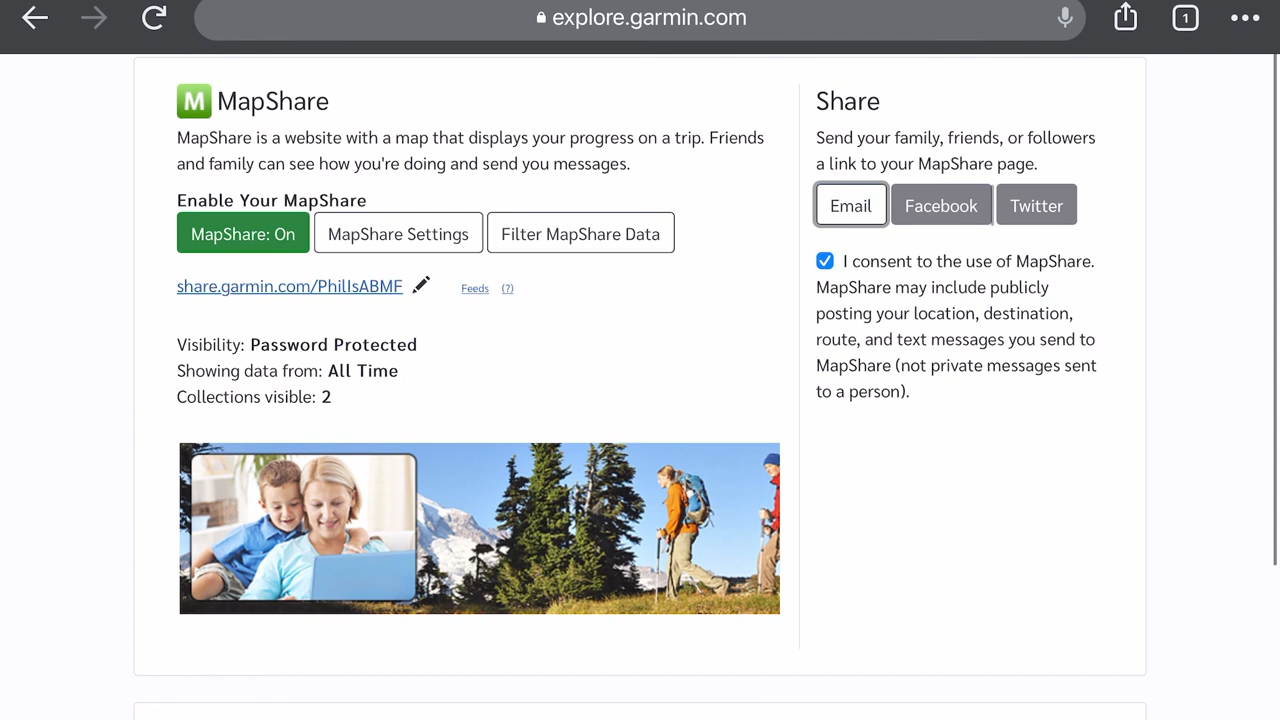 explore.garmin.com
1
M MapShare
MapShare is a website with a map that displays your progress on a trip. Friends
and family can see how you're doing and send you messages.
Enable Your MapShare
MapShare: On
MapShare Settings
Filter MapShare Data
share.garmin.com/PhilIsABMF
Feeds
(?)
Visibility: Password Protected
Showing data from: All Time
Collections visible: 2
Share
Send your family, friends, or followers
a link to your MapShare page.
Email
Facebook
Twitter
I consent to the use of MapShare.
MapShare may include publicly
posting your location, destination,
route, and text messages you send to
MapShare (not private messages sent
to a person).